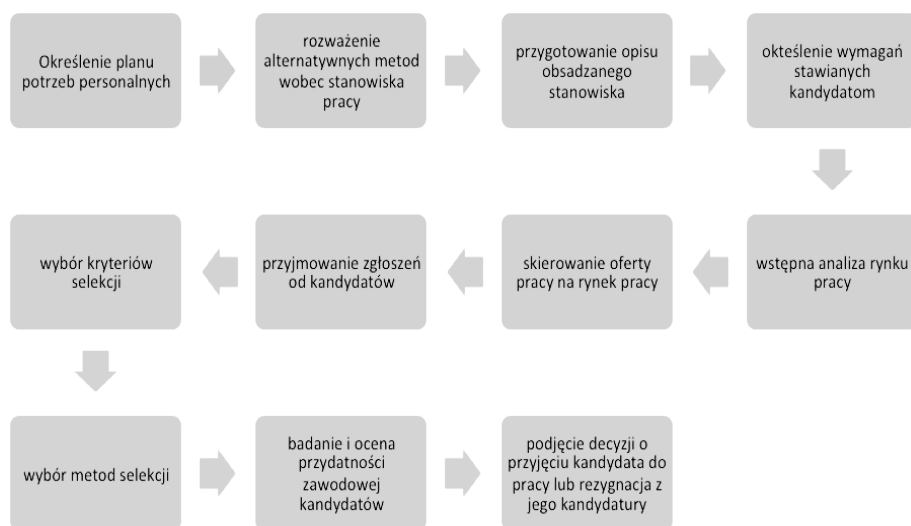 Określenie planu
potrzeb personalnych
rozważenie
alternatywnych metod
wobec stanowiska
pracy
przygotowanie opisu
obsadzanego
stanowiska
okteślenie wymagań
stawianych
kandydatom
wstępna analiza rynku
pracy
skierowanie oferty
pracy na rynek pracy
przyjmowanie zgłoszeń
od kandydatów
wybór kryteriów
selekcji
wybór metod selekcji
badanie i ocena
przydatności
zawodowej
kandydatów
podjęcie decyzji o
przyjęciu kandydata do
pracy lub rezygnacja z
jego kandydatury